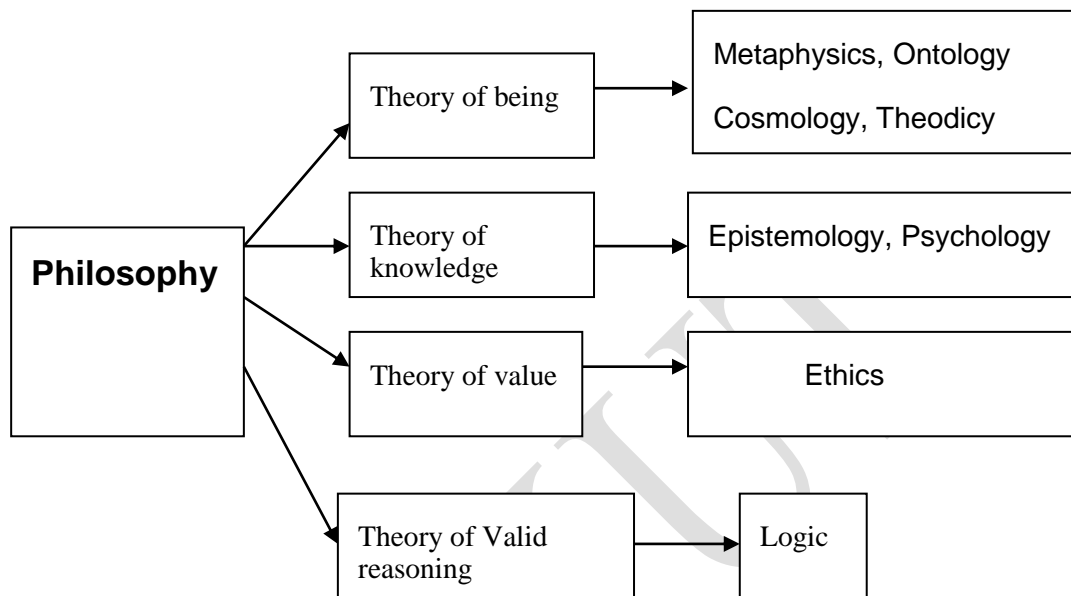 Philosophy
Theory of being
Metaphysics, Ontology
Cosmology, Theodicy
Theory of
knowledge
Epistemology, Psychology
Theory of value
Ethics
Theory of Valid
reasoning
Logic